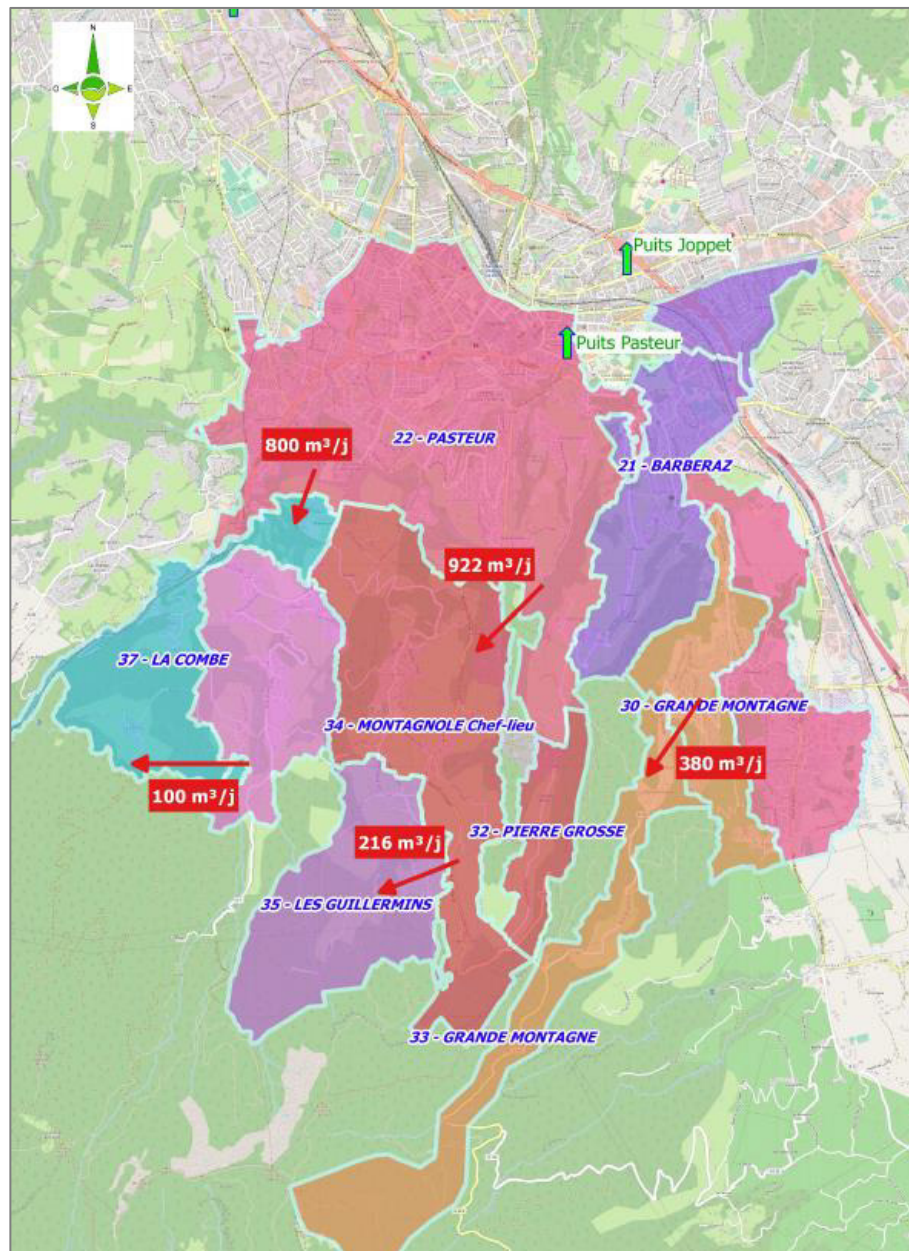 N
O
E
S
Puits Joppet
Puits Pasteur
22 - PASTEUR
800 m³/j
21 - BARBERAZ
922 m³/j
37 - LA COMBE
34 - MONTAGNOLE Chef-lieu
30 - GRANDE MONTAGNE
380 m³/j
100 m³/j
32 - PIERRE GROSSE
216 m³/j
35 - LES GUILLERMINS
33 - GRANDE MONTAGNE